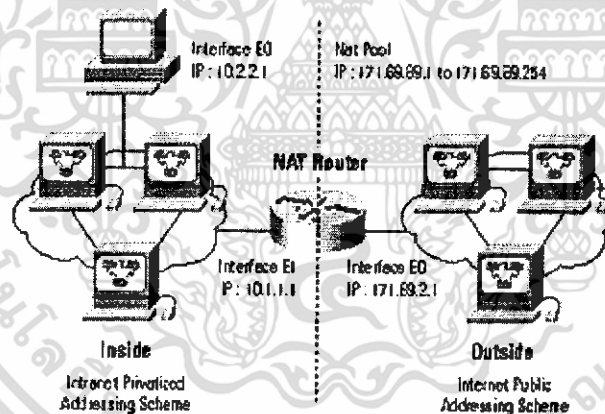 Interface E0
IP : 10.2.2.1
Nat Pool
IP : 171.69.89.1 to 171.69.89.254
NAT Router
Interface E1
IP : 10.1.1.1
Interface E0
IP : 171.69.2.1
Inside
Intranet Privatized
Addressing Scheme
Outside
Internet Public
Addressing Scheme